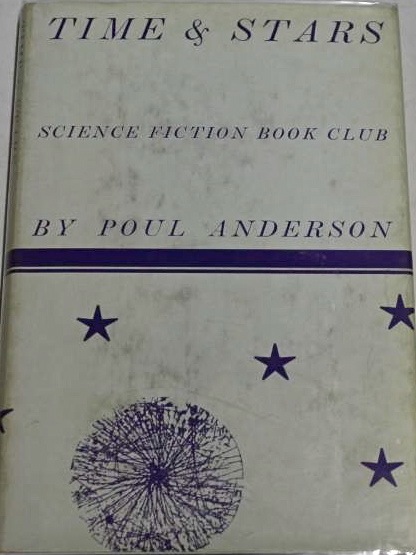 TIME & STARS
SCIENCE FICTION BOOK CLUB
BY POUL ANDERSON